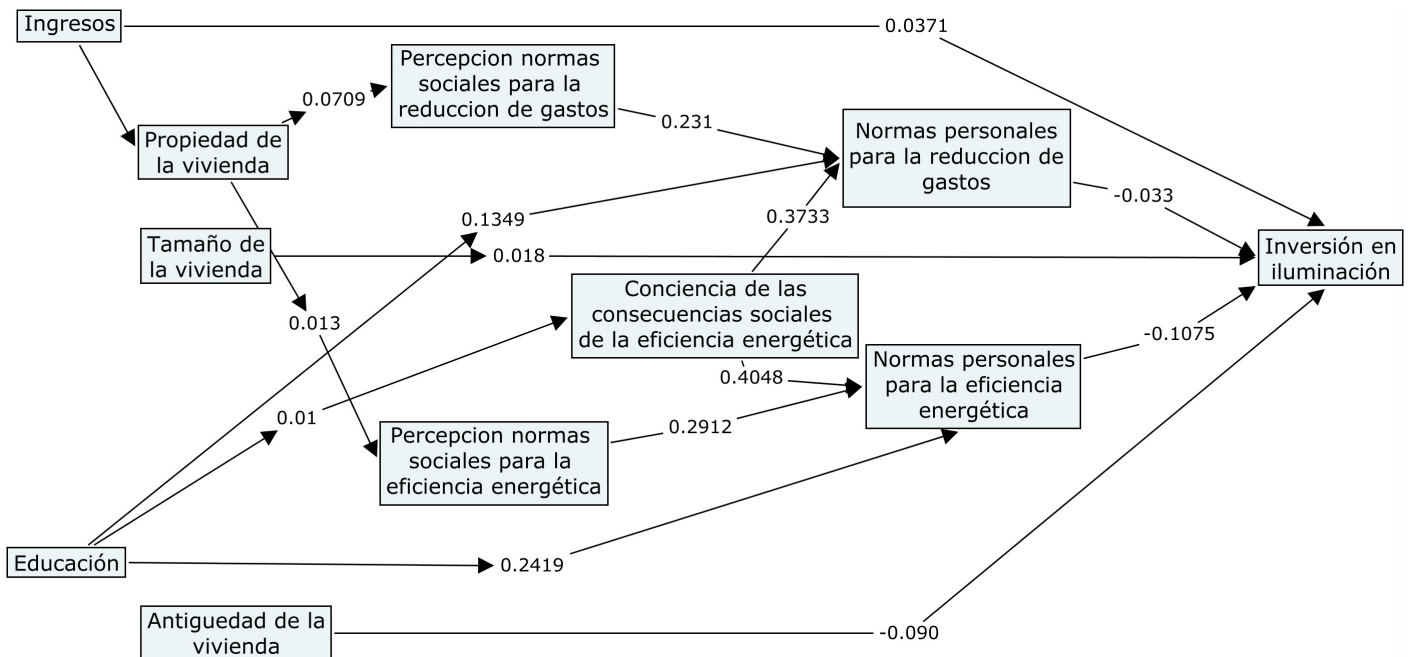 Ingresos
0.0371
Percepcion normas
sociales para la
reduccion de gastos
0.0709
0.231
Propiedad de
la vivienda
Normas personales
para la reduccion de
gastos
-0.033
0.1349
0.3733
Tamaño de
la vivienda
0.018
Inversión en
iluminación
Conciencia de las
consecuencias sociales
de la eficiencia energética
0.013
-0.1075
0.4048
Normas personales
para la eficiencia
energética
0.01
0.2912
Percepcion normas
sociales para la
eficiencia energética
Educación
0.2419
Antiguedad de la
vivienda
-0.090